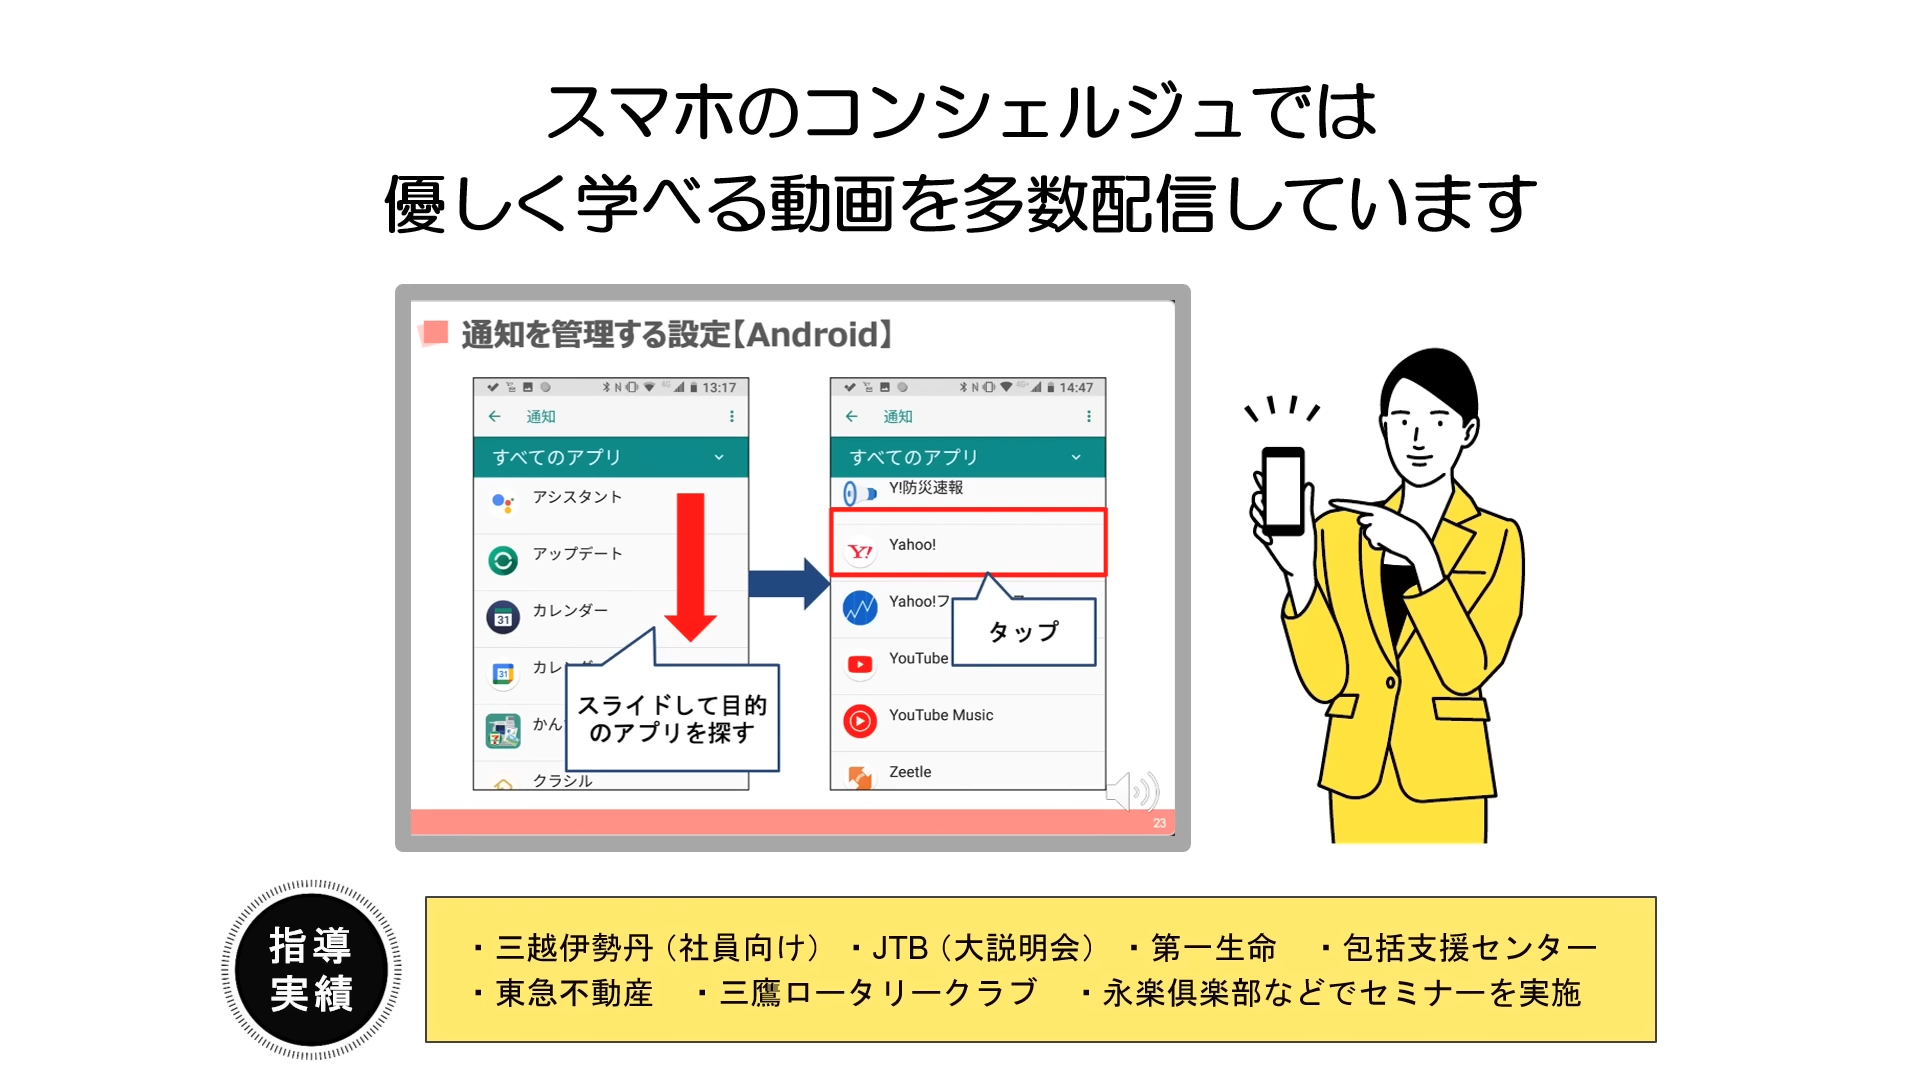 スマホのコンシェルジュでは
優しく学べる動画を多数配信しています
通知を管理する設定【Android】
13:17
通知
すべてのアプリ
アシスタント
アップデート
カレンダー
31
31
クラシル
スライドして目的
のアプリを探す
14:47
通知
すべてのアプリ
Y!防災速報
Y! Yahoo!
Yahoo!フ
タップ
YouTube
YouTube Music
Zeetle
23
指導
実績
・三越伊勢丹（社員向け） ・JTB（大説明会） ・第一生命 ・包括支援センター
・東急不動産 ・三鷹ロータリークラブ ・永楽倶楽部などでセミナーを実施